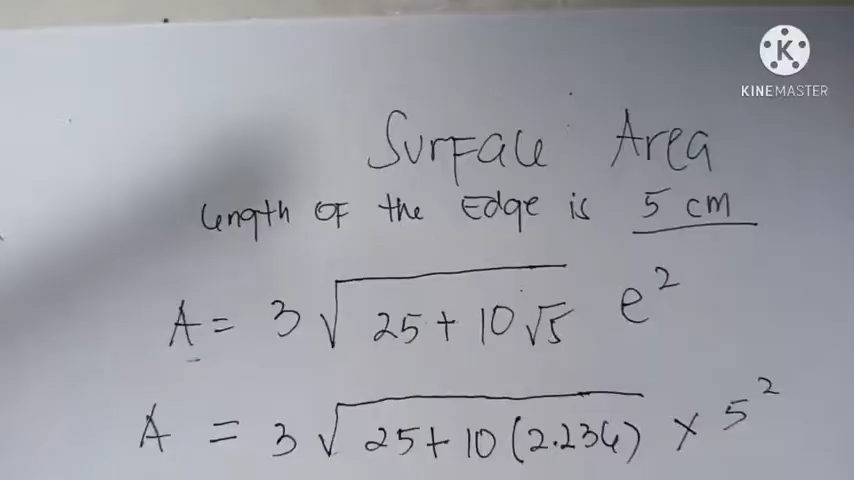 KINEMASTER
Surface Area
Length of the Edge is 5 cm
A = 3 √25 + 10 √5 e²
A = 3 √25 + 10 (2.236) × 5²